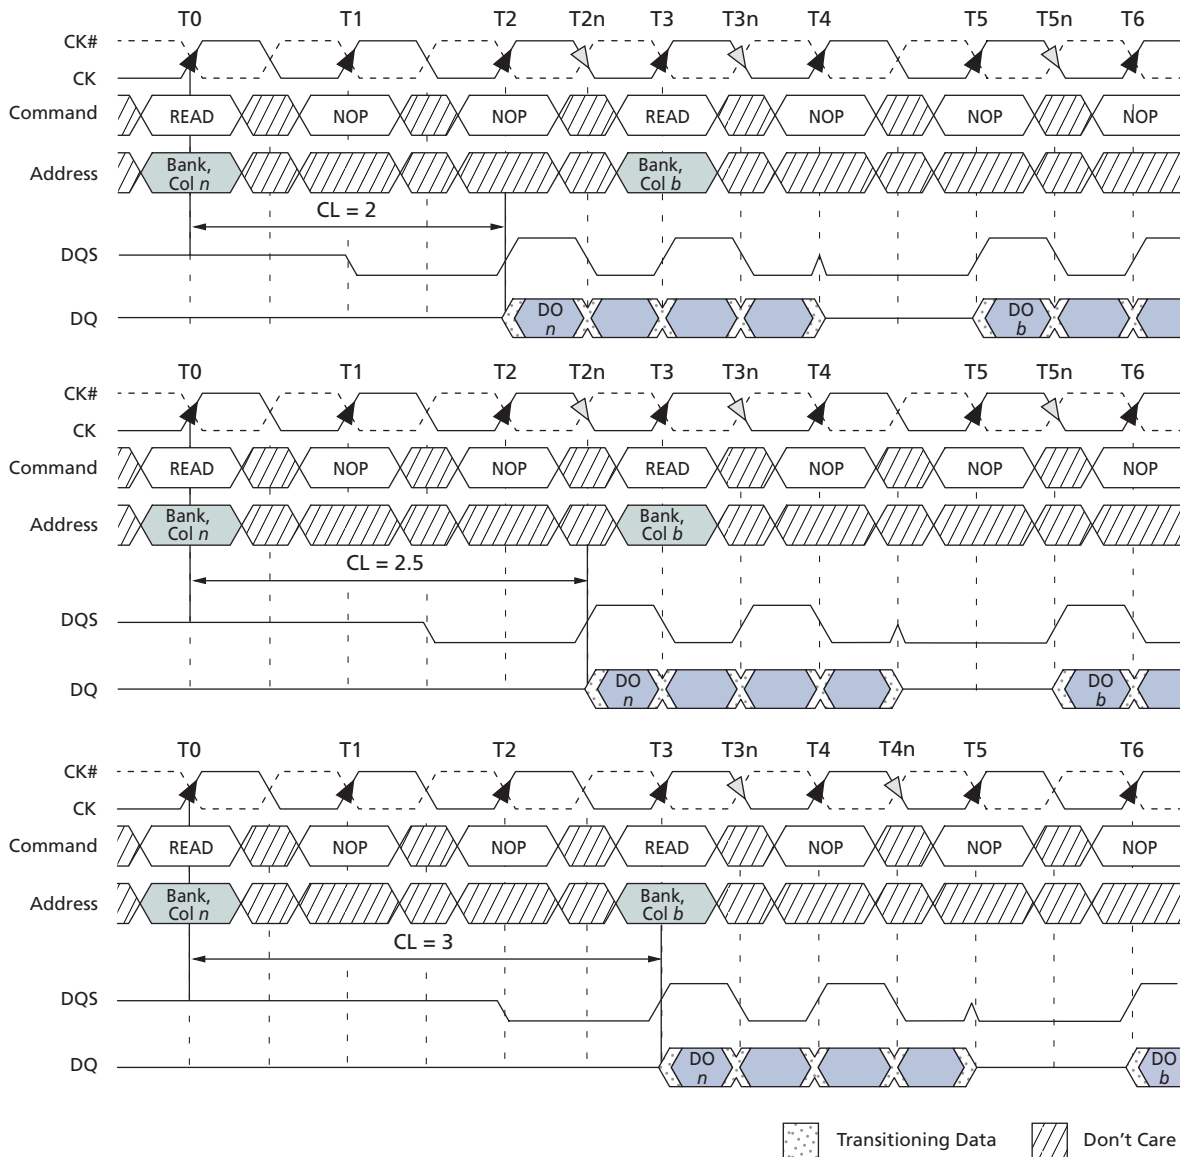 T0 T1 T2 T2n T3 T3n T4 T5 T5n T6
CK#
CK
Command READ NOP NOP READ NOP NOP NOP
Address Bank, Col n Bank, Col b
CL = 2
DQS
DQ DO n DO b
T0 T1 T2 T2n T3 T3n T4 T5 T5n T6
CK#
CK
Command READ NOP NOP READ NOP NOP NOP
Address Bank, Col n Bank, Col b
CL = 2.5
DQS
DQ DO n DO b
T0 T1 T2 T3 T3n T4 T4n T5 T6
CK#
CK
Command READ NOP NOP READ NOP NOP NOP
Address Bank, Col n Bank, Col b
CL = 3
DQS
DQ DO n DO b
Transitioning Data Don't Care